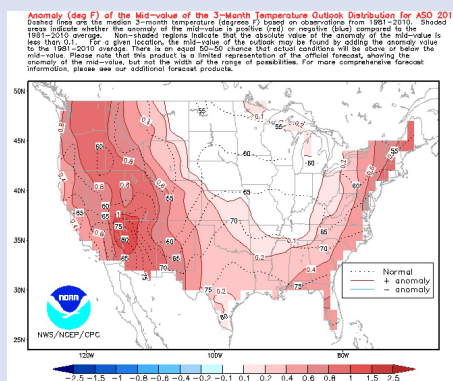 Anomaly (deg F) of the Mid-value of the 3-Month Temperature Outlook Distribution for ASO 201
Dashed lines are the median 3-month temperature (degrees F) based on observations from 1981-2010. Shaded
areas indicate whether the anomaly of the mid-value is positive (red) or negative (blue) compared to the
1981-2010 average. Non-shaded regions indicate that the absolute value of the anomaly of the mid-value is
less than 0.1. For a given location, the mid-value of the outlook may be found by adding the anomaly value
to the 1981-2010 average. There is an equal 50-50 chance that actual conditions will be above or below the
mid-value. Please note that this product is a limited representation of the official forecast, showing the
anomaly of the mid-value, but not the width of the range of possibilities. For more comprehensive forecast
information, please see our additional forecast products.
50N
45N
40N
35N
30N
25N
120W
100W
80W
Normal
+ anomaly
- anomaly
NOAA
NWS/NCEP/CPC
-2.5 -1.5 -1 -0.8 -0.6 -0.4 -0.2 -0.1 0.1 0.2 0.4 0.6 0.8 1 1.5 2.5